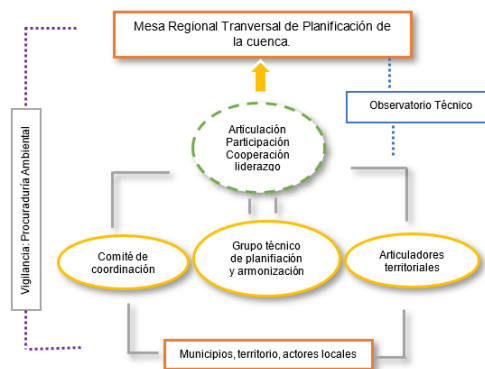 Mesa Regional Tranversal de Planificación de
la cuenca.
Observatorio Técnico
Articulación
Participación
Cooperación
liderazgo
Vigilancia: Procuraduría Ambiental
Comité de
coordinación
Grupo técnico
de planifiación
y armonización
Articuladores
territoriales
Municipios, territorio, actores locales